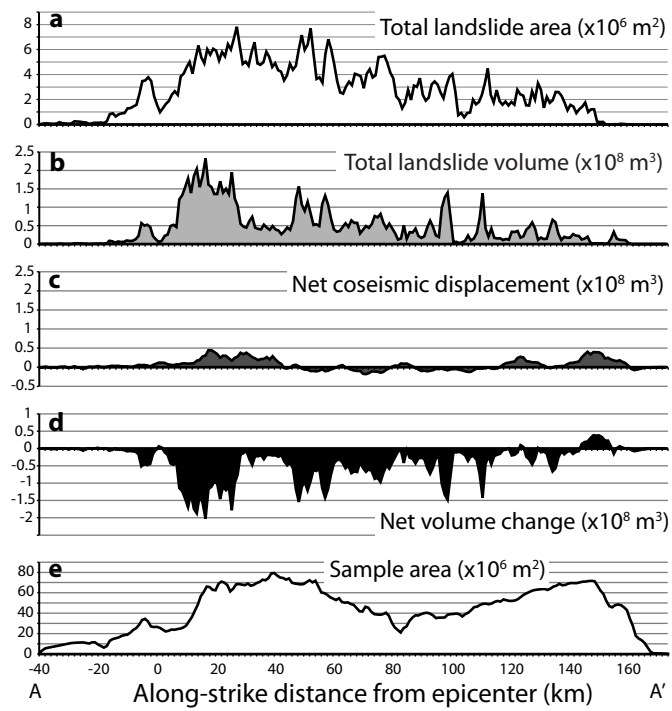 a
Total landslide area (x10⁶ m²)
8
6
4
2
0
b
Total landslide volume (x10⁸ m³)
2.5
2
1.5
1
0.5
0
c
Net coseismic displacement (x10⁸ m³)
2.5
2
1.5
1
0.5
0
-0.5
d
1
0.5
0
-0.5
-1
-1.5
-2
Net volume change (x10⁸ m³)
e
Sample area (x10⁶ m²)
80
60
40
20
0
-40 -20 0 20 40 60 80 100 120 140 160
A Along-strike distance from epicenter (km) A'